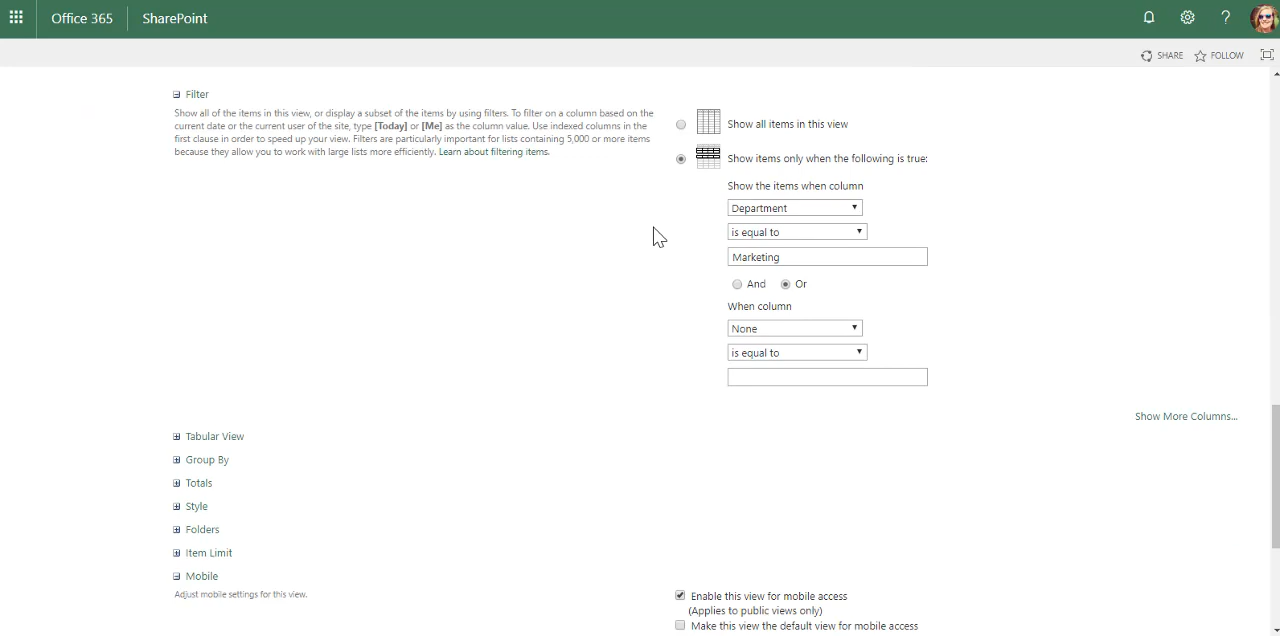 Office 365
SharePoint
SHARE
FOLLOW
Filter
Show all of the items in this view, or display a subset of the items by using filters. To filter on a column based on the
current date or the current user of the site, type [Today] or [Me] as the column value. Use indexed columns in the
first clause in order to speed up your view. Filters are particularly important for lists containing 5,000 or more items
because they allow you to work with large lists more efficiently. Learn about filtering items.
Show all items in this view
Show items only when the following is true:
Show the items when column
Department
is equal to
Marketing
And Or
When column
None
is equal to
Show More Columns...
Tabular View
Group By
Totals
Style
Folders
Item Limit
Mobile
Adjust mobile settings for this view.
Enable this view for mobile access
(Applies to public views only)
Make this view the default view for mobile access